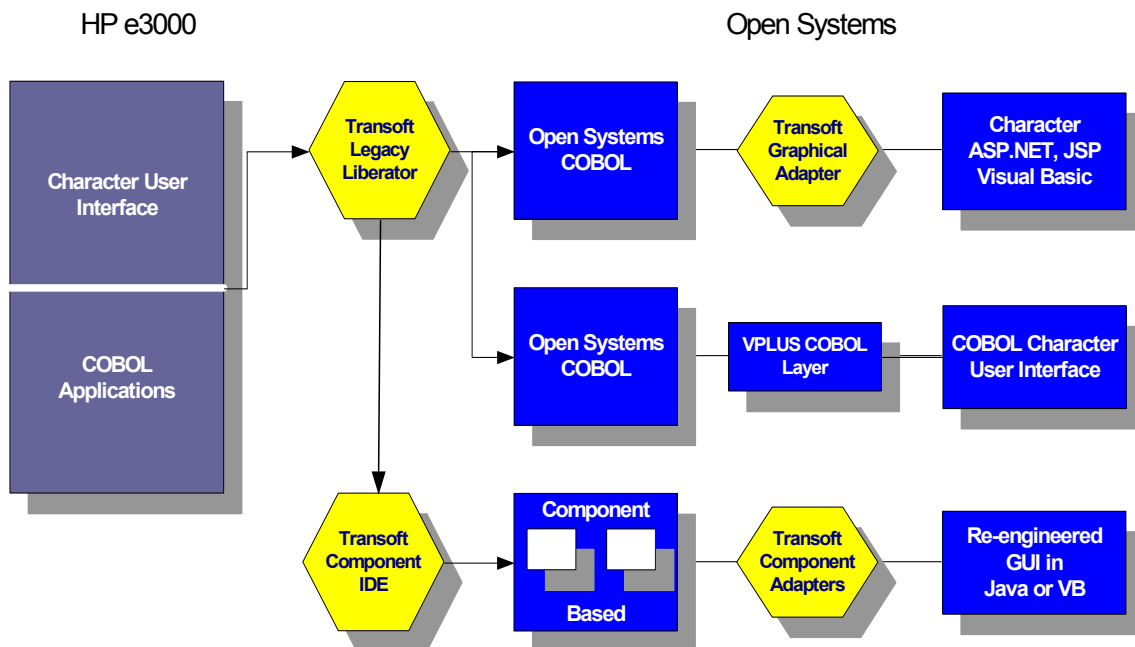 HP e3000
Open Systems
Character User
Interface
COBOL
Applications
Transoft
Legacy
Liberator
Open Systems
COBOL
Transoft
Graphical
Adapter
Character
ASP.NET, JSP
Visual Basic
Open Systems
COBOL
VPLUS COBOL
Layer
COBOL Character
User Interface
Transoft
Component
IDE
Component
Based
Transoft
Component
Adapters
Re-engineered
GUI in
Java or VB